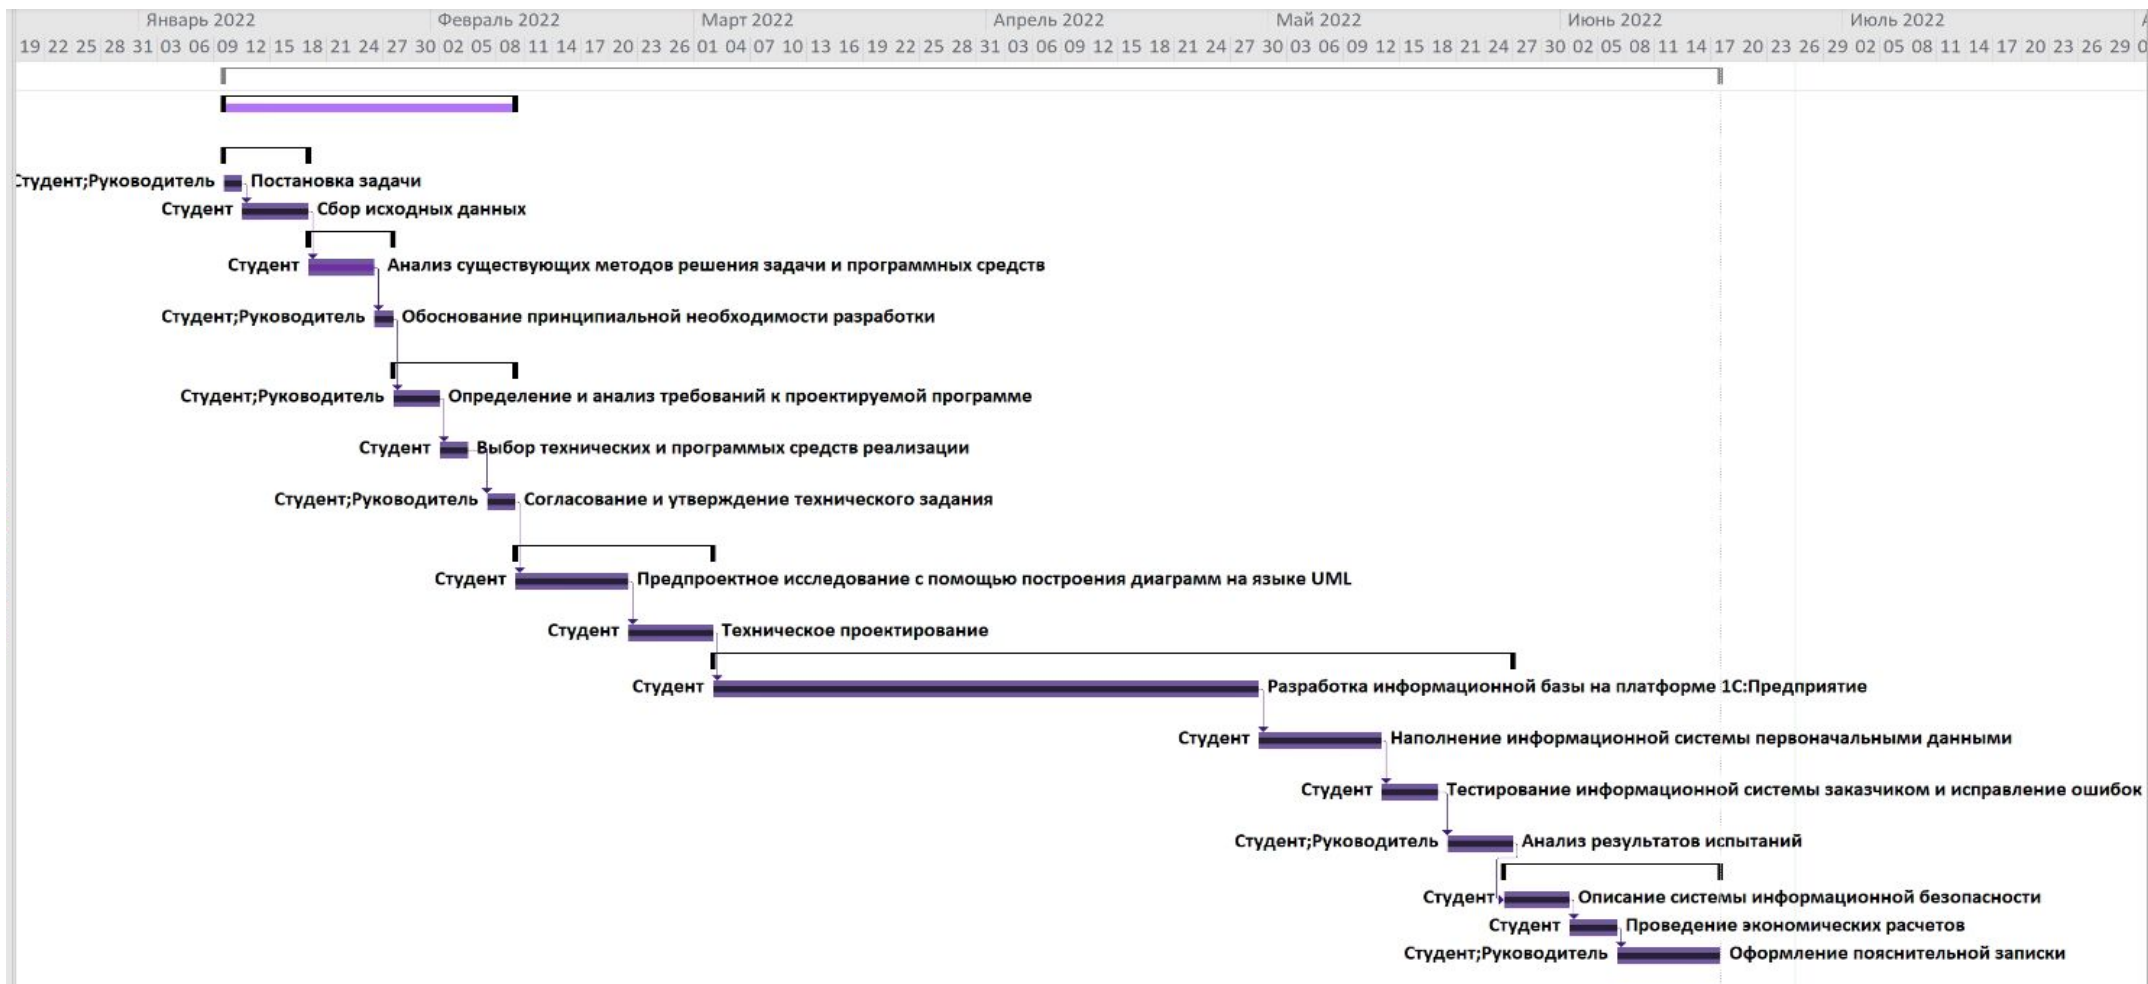 Январь 2022 Февраль 2022 Март 2022 Апрель 2022 Май 2022 Июнь 2022 Июль 2022
19 22 25 28 31 03 06 09 12 15 18 21 24 27 30 02 05 08 11 14 17 20 23 26 01 04 07 10 13 16 19 22 25 28 31 03 06 09 12 15 18 21 24 27 30 03 06 09 12 15 18 21 24 27 30 02 05 08 11 14 17 20 23 26 29 02 05 08 11 14 17 20 23 26 29
Студент;Руководитель Постановка задачи
Студент Сбор исходных данных
Студент Анализ существующих методов решения задачи и программных средств
Студент;Руководитель Обоснование принципиальной необходимости разработки
Студент;Руководитель Определение и анализ требований к проектируемой программе
Студент Выбор технических и программых средств реализации
Студент;Руководитель Согласование и утверждение технического задания
Студент Предпроектное исследование с помощью построения диаграмм на языке UML
Студент Техническое проектирование
Студент Разработка информационной базы на платформе 1С:Предприятие
Студент Наполнение информационной системы первоначальными данными
Студент Тестирование информационной системы заказчиком и исправление ошибок
Студент;Руководитель Анализ результатов испытаний
Студент Описание системы информационной безопасности
Студент Проведение экономических расчетов
Студент;Руководитель Оформление пояснительной записки